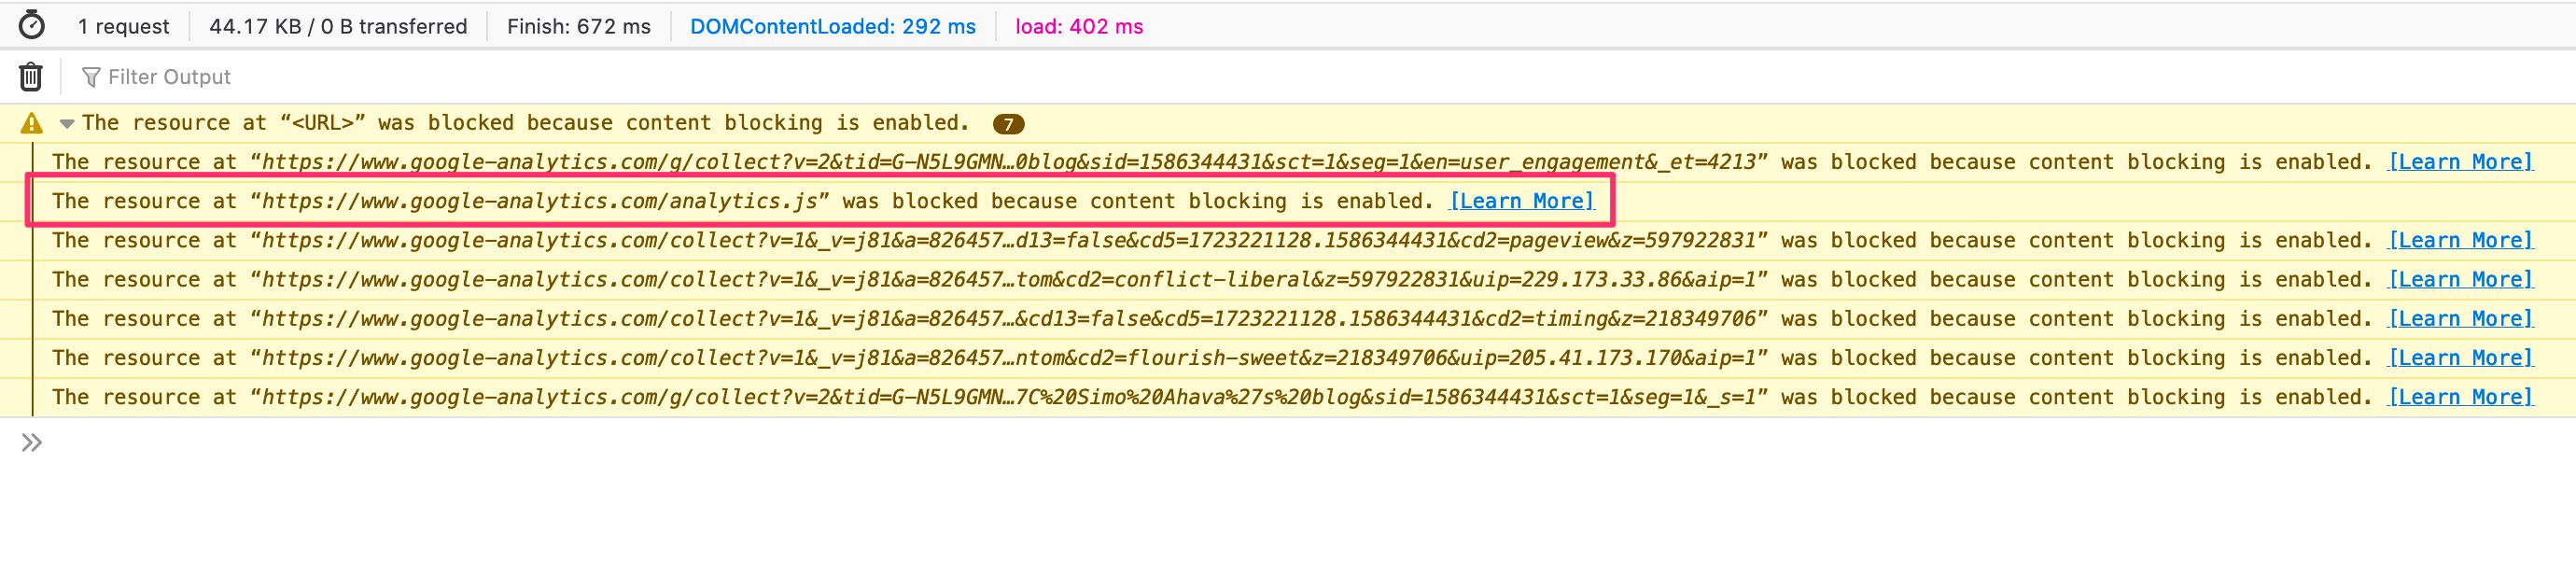 1 request 44.17 KB / 0 B transferred Finish: 672 ms DOMContentLoaded: 292 ms load: 402 ms
Filter Output
The resource at “<URL>” was blocked because content blocking is enabled. 7
The resource at “https://www.google-analytics.com/g/collect?v=2&tid=G-N5L9GMN…0blog&sid=1586344431&sct=1&seg=1&en=user_engagement&_et=4213” was blocked because content blocking is enabled. [Learn More]
The resource at “https://www.google-analytics.com/analytics.js” was blocked because content blocking is enabled. [Learn More]
The resource at “https://www.google-analytics.com/collect?v=1&_v=j81&a=826457…d13=false&cd5=1723221128.1586344431&cd2=pageview&z=597922831” was blocked because content blocking is enabled. [Learn More]
The resource at “https://www.google-analytics.com/collect?v=1&_v=j81&a=826457…tom&cd2=conflict-liberal&z=597922831&uip=229.173.33.86&aip=1” was blocked because content blocking is enabled. [Learn More]
The resource at “https://www.google-analytics.com/collect?v=1&_v=j81&a=826457…&cd13=false&cd5=1723221128.1586344431&cd2=timing&z=218349706” was blocked because content blocking is enabled. [Learn More]
The resource at “https://www.google-analytics.com/collect?v=1&_v=j81&a=826457…ntom&cd2=flourish-sweet&z=218349706&uip=205.41.173.170&aip=1” was blocked because content blocking is enabled. [Learn More]
The resource at “https://www.google-analytics.com/g/collect?v=2&tid=G-N5L9GMN…7C%20Simo%20Ahava%27s%20blog&sid=1586344431&sct=1&seg=1&_s=1” was blocked because content blocking is enabled. [Learn More]